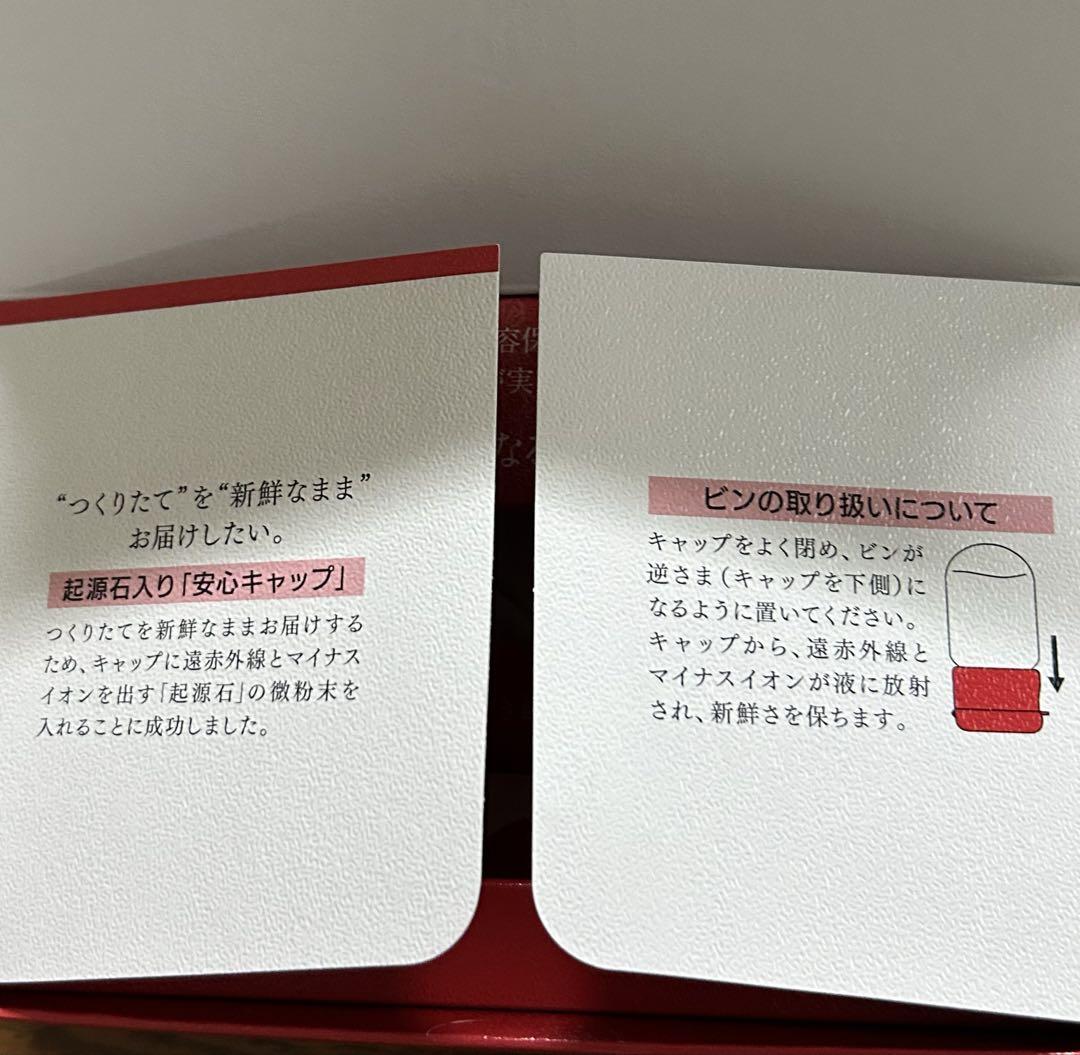 “つくりたて”を“新鮮なまま”
お届けしたい。
起源石入り「安心キャップ」
つくりたてを新鮮なままお届けする
ため、キャップに遠赤外線とマイナス
イオンを出す「起源石」の微粉末を
入れることに成功しました。
容保
実
な
ビンの取り扱いについて
キャップをよく閉め、ビンが
逆さま(キャップを下側)に
なるように置いてください。
キャップから、遠赤外線と
マイナスイオンが液に放射
され、新鮮さを保ちます。